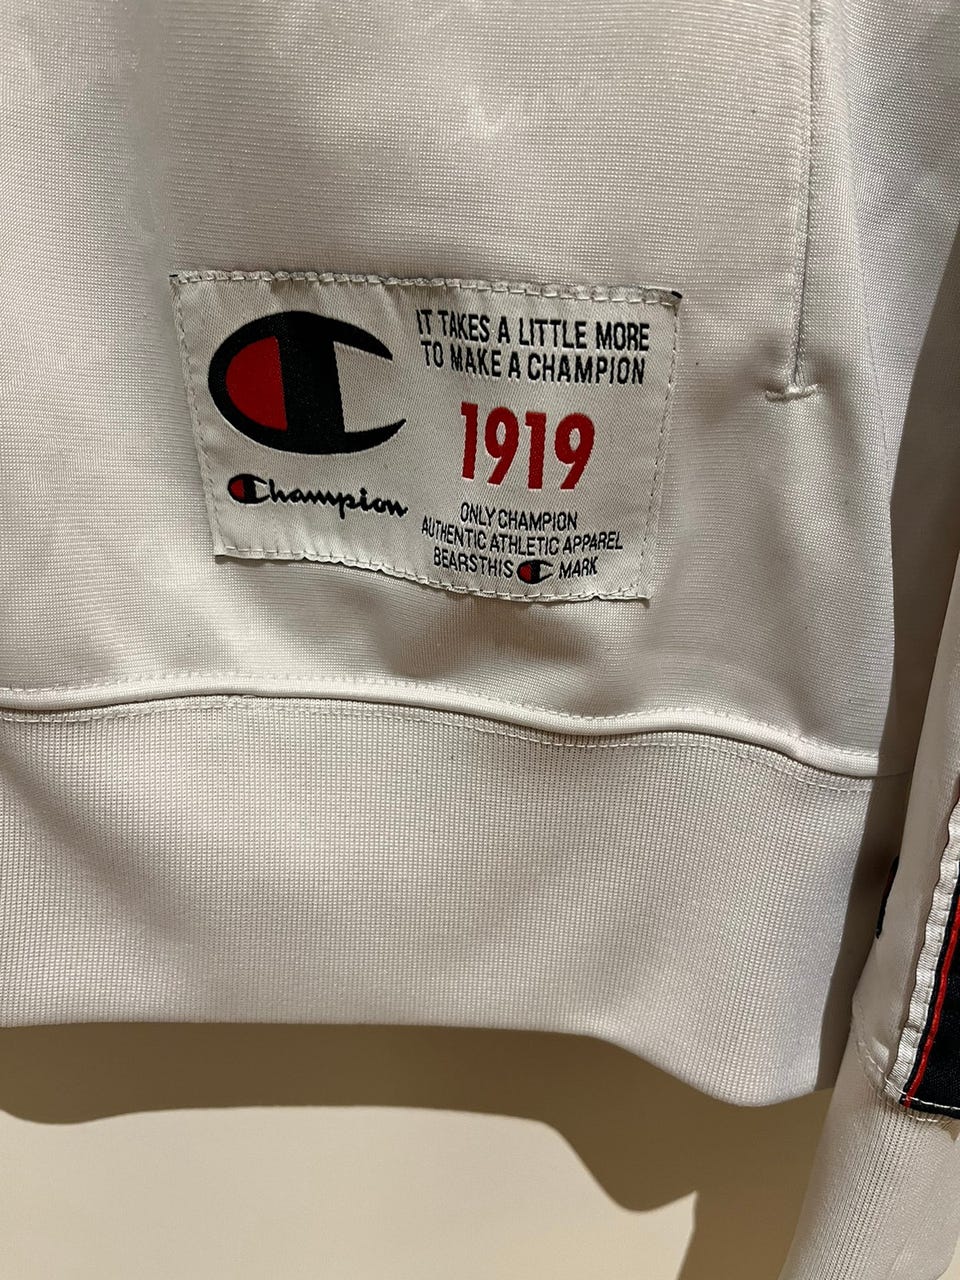 IT TAKES A LITTLE MORE
TO MAKE A CHAMPION
1919
Champion
ONLY CHAMPION
AUTHENTIC ATHLETIC APPAREL
BEARS THIS C MARK